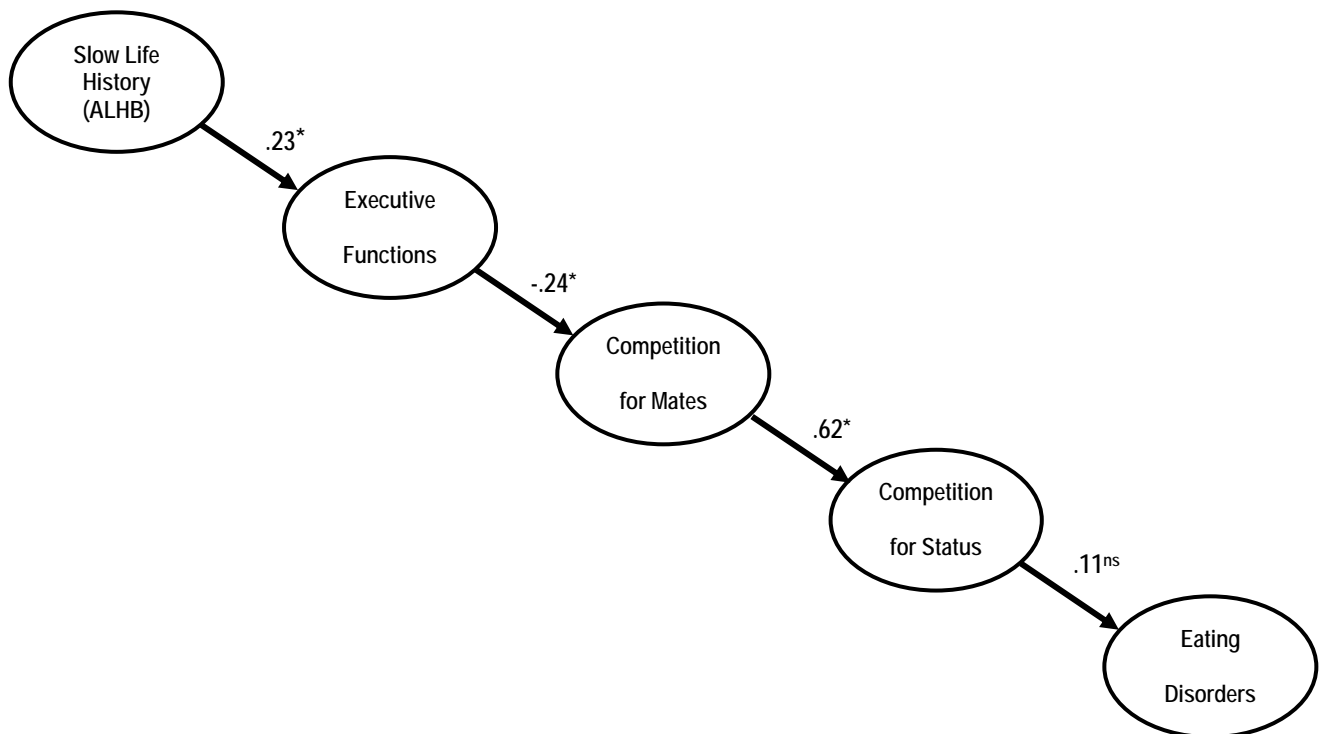 Slow Life
History
(ALHB)
.23*
Executive
Functions
-.24*
Competition
for Mates
.62*
Competition
for Status
.11ns
Eating
Disorders